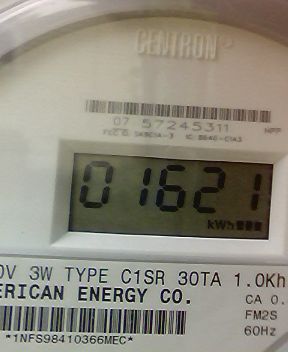 CENTRON®
07 57245311
NPP
01621
kWh
0V 3W TYPE C1SR 30TA 1.0Kh
ERICAN ENERGY CO.
CA 0.
FM2S
60Hz
*1NFS98410366MEC*